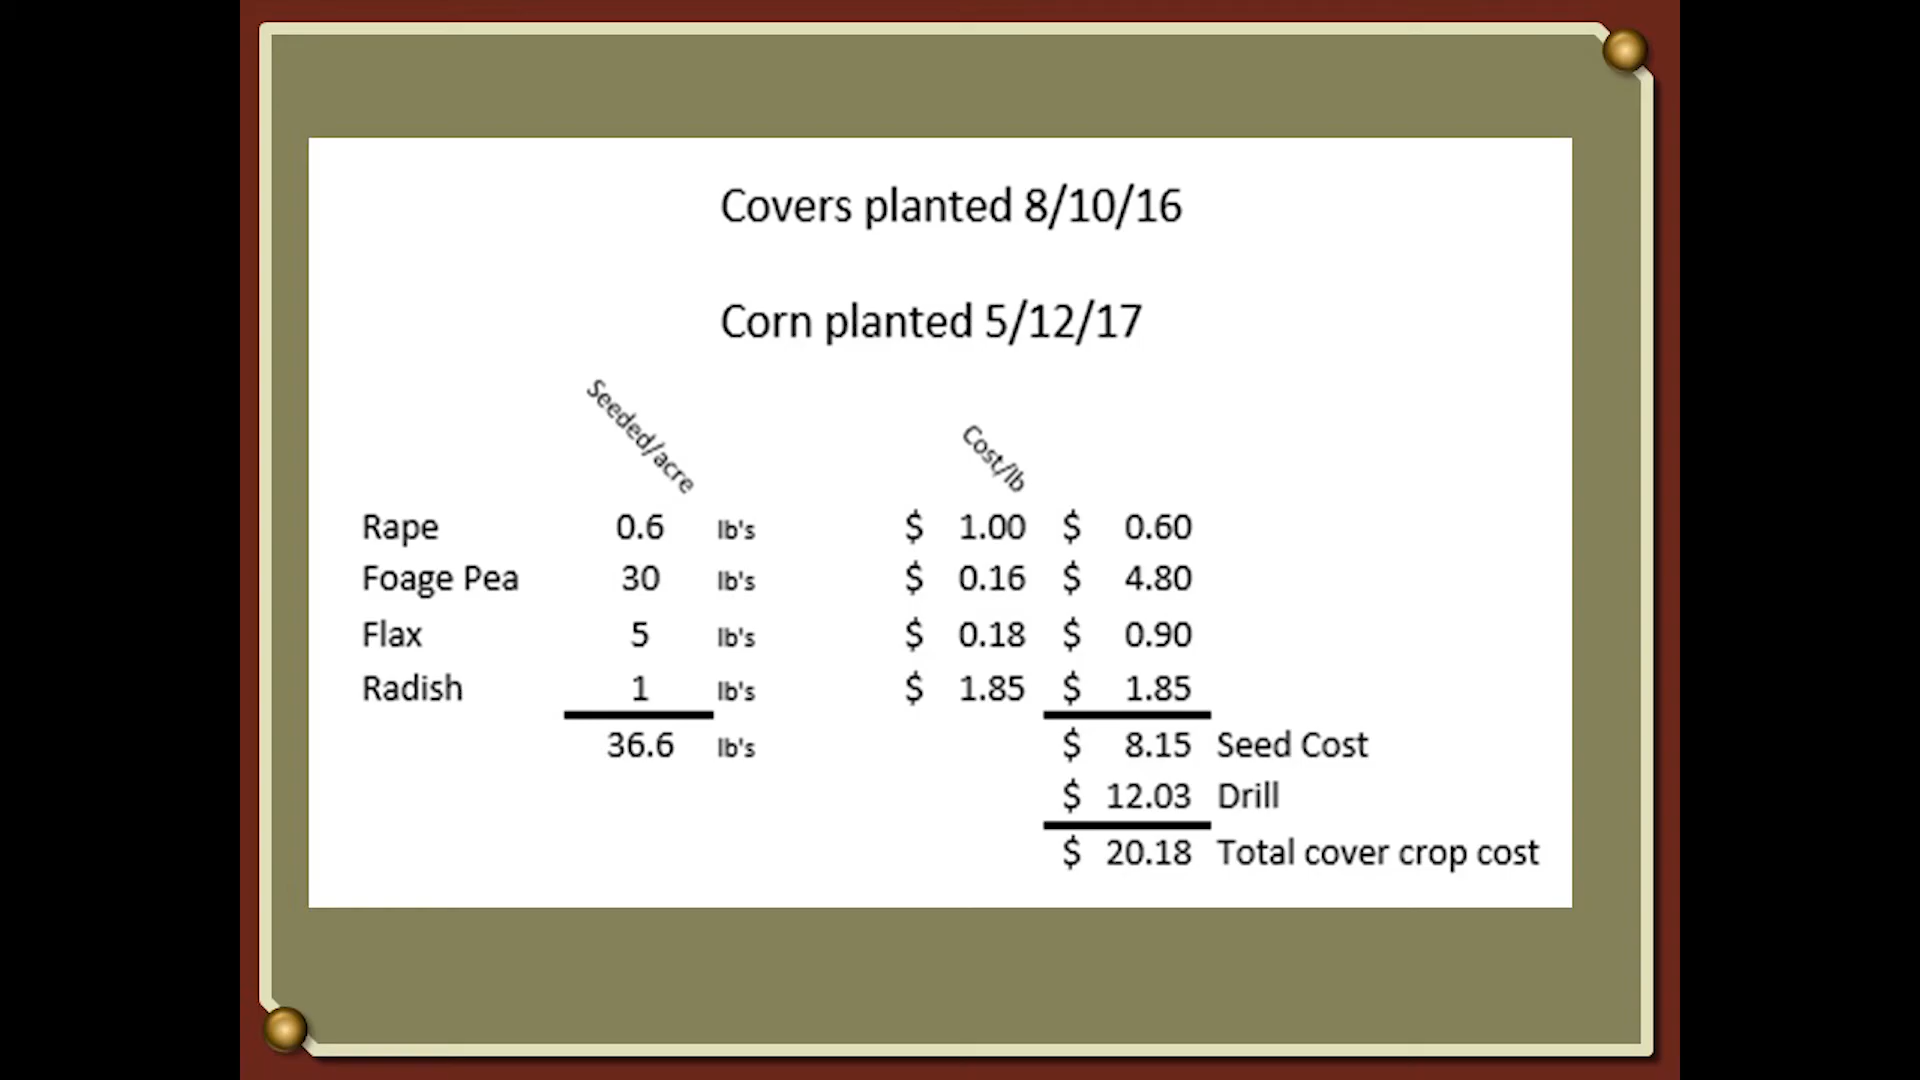 Covers planted 8/10/16
Corn planted 5/12/17
Seeded/acre Cost/lb
Rape 0.6 lb's $ 1.00 $ 0.60
Foage Pea 30 lb's $ 0.16 $ 4.80
Flax 5 lb's $ 0.18 $ 0.90
Radish 1 lb's $ 1.85 $ 1.85
36.6 lb's $ 8.15 Seed Cost
$ 12.03 Drill
$ 20.18 Total cover crop cost